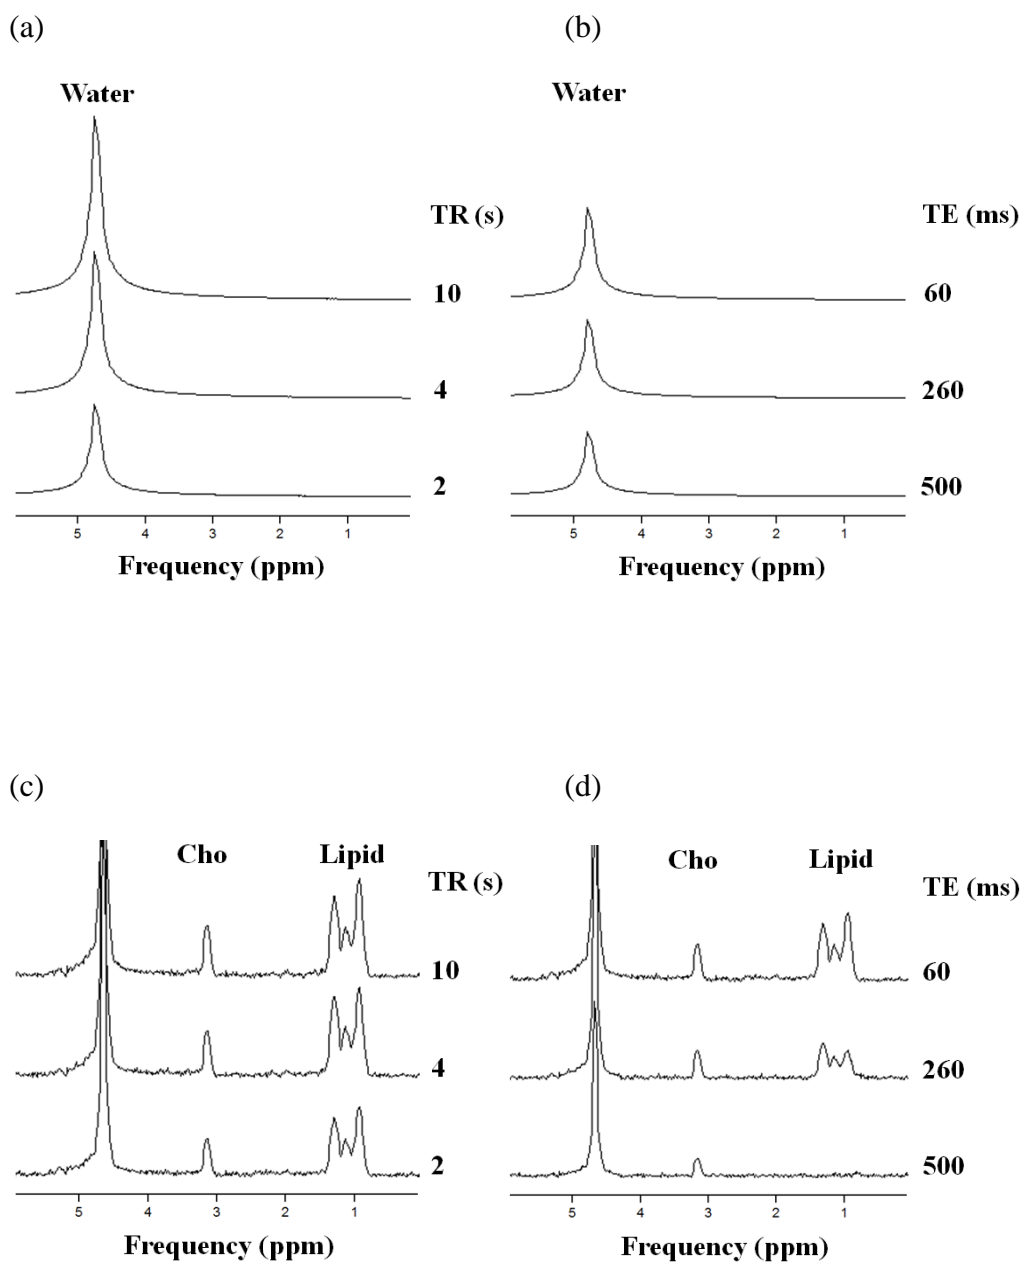 (a)
Water
TR (s)
10
4
2
5 4 3 2 1
Frequency (ppm)
(b)
Water
TE (ms)
60
260
500
5 4 3 2 1
Frequency (ppm)
(c)
Cho Lipid
TR (s)
10
4
2
5 4 3 2 1
Frequency (ppm)
(d)
Cho Lipid
TE (ms)
60
260
500
5 4 3 2 1
Frequency (ppm)